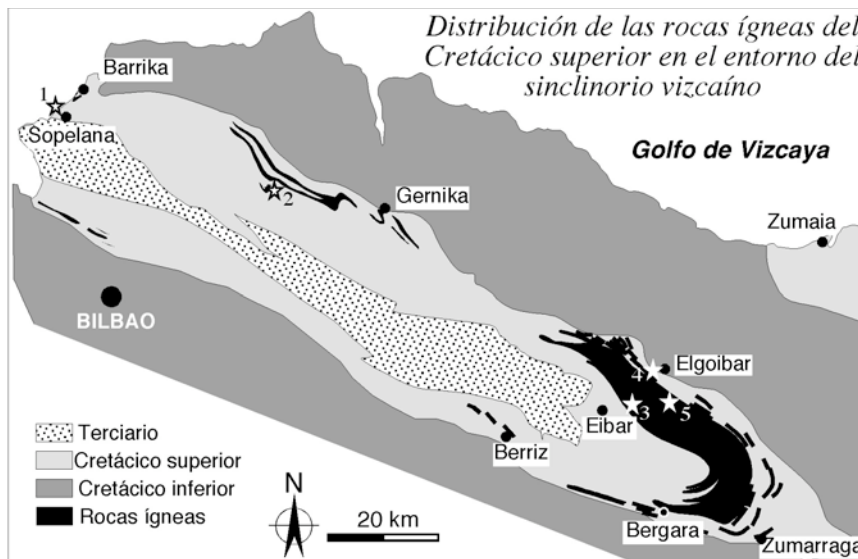 Distribución de las rocas ígneas del
Cretácico superior en el entorno del
sinclinorio vizcaíno
Barrika
1
Sopelana
Golfo de Vizcaya
2
Gernika
Zumaia
BILBAO
4
Elgoibar
3
5
Eibar
Berriz
Terciario
Cretácico superior
Cretácico inferior
Rocas ígneas
N
20 km
Bergara
Zumarraga